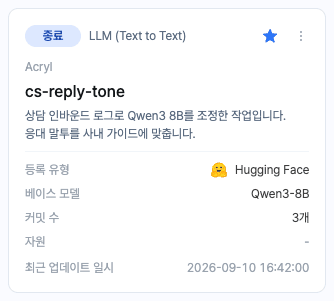 종료 LLM (Text to Text)
Acryl
cs-reply-tone
상담 인바운드 로그로 Qwen3 8B를 조정한 작업입니다.
응대 말투를 사내 가이드에 맞춥니다.
등록 유형 Hugging Face
베이스 모델 Qwen3-8B
커밋 수 3개
자원 -
최근 업데이트 일시 2026-09-10 16:42:00